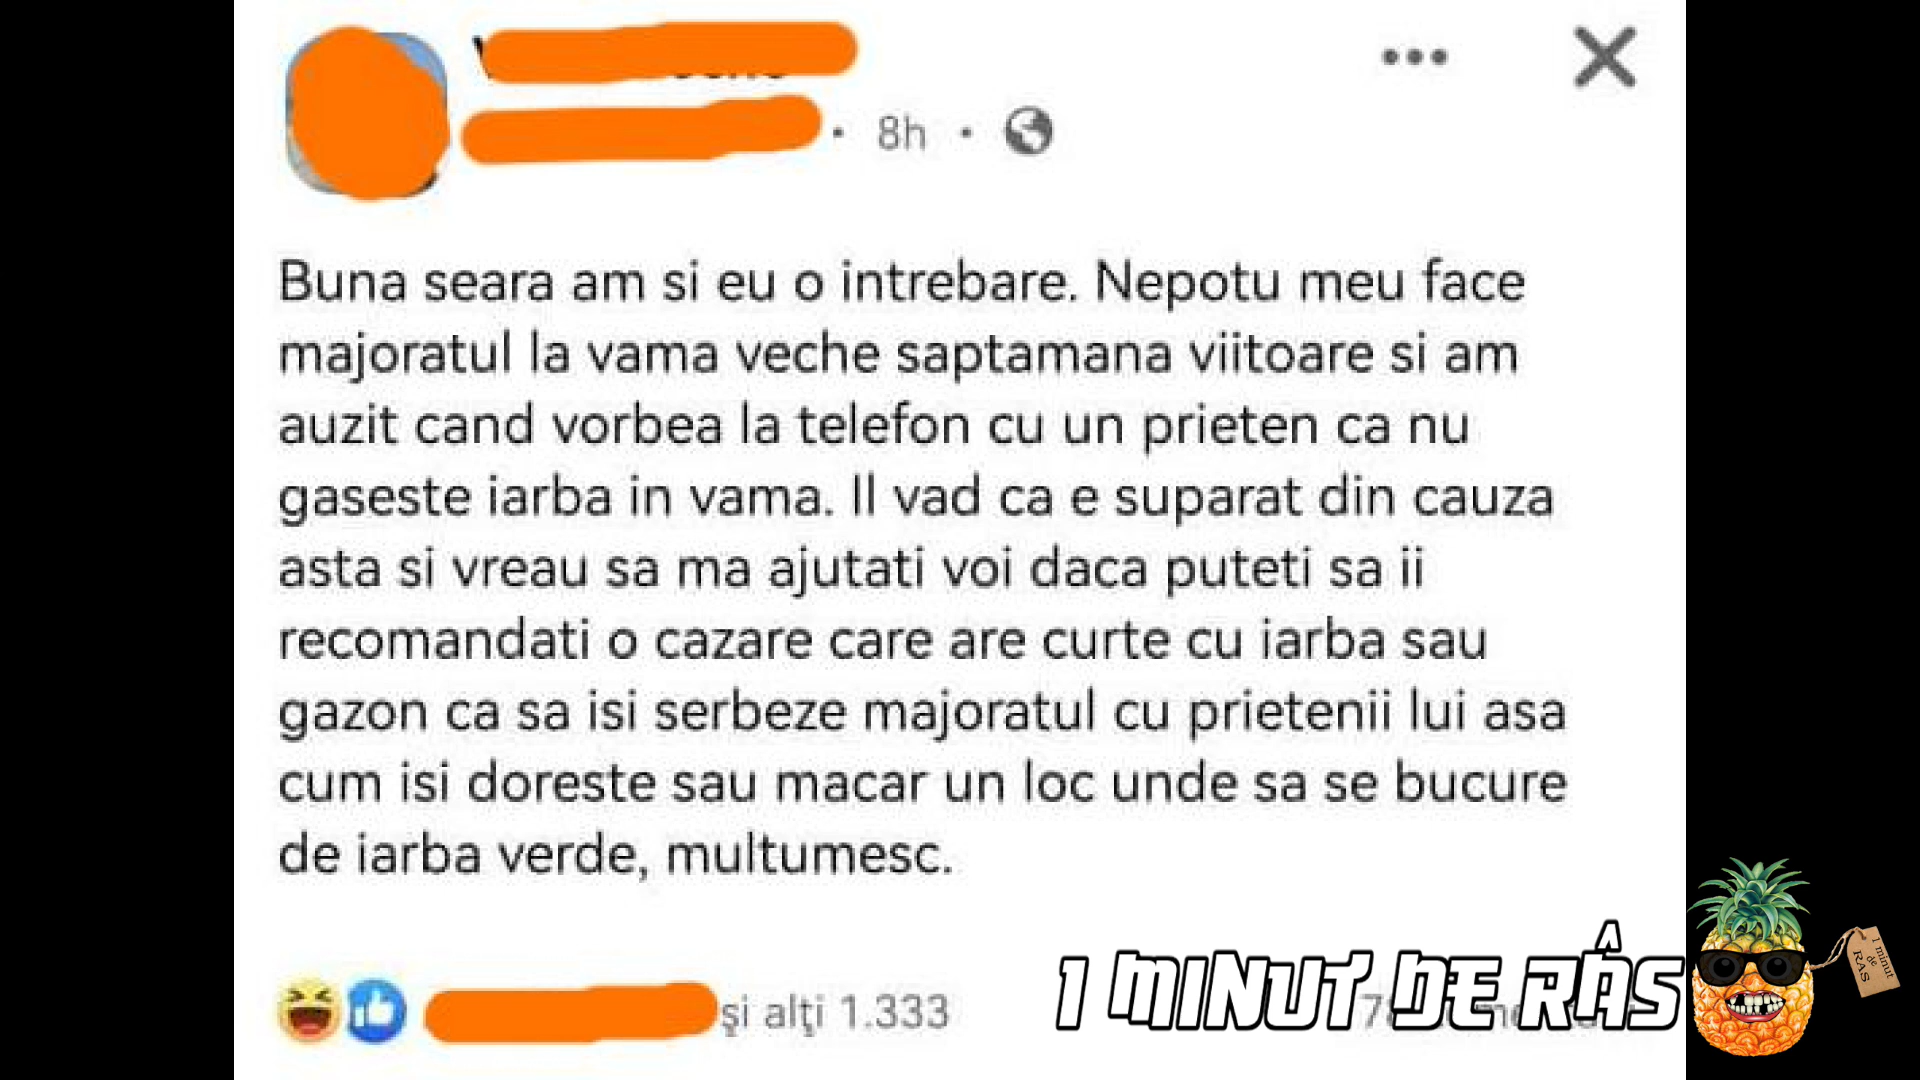 8h
Buna seara am si eu o intrebare. Nepotu meu face
majoratul la vama veche saptamana viitoare si am
auzit cand vorbea la telefon cu un prieten ca nu
gaseste iarba in vama. Il vad ca e suparat din cauza
asta si vreau sa ma ajutati voi daca puteti sa ii
recomandati o cazare care are curte cu iarba sau
gazon ca sa isi serbeze majoratul cu prietenii lui asa
cum isi doreste sau macar un loc unde sa se bucure
de iarba verde, multumesc.
şi alţi 1.333
1 MINUT DE RÂS
1 minut
de
RAS